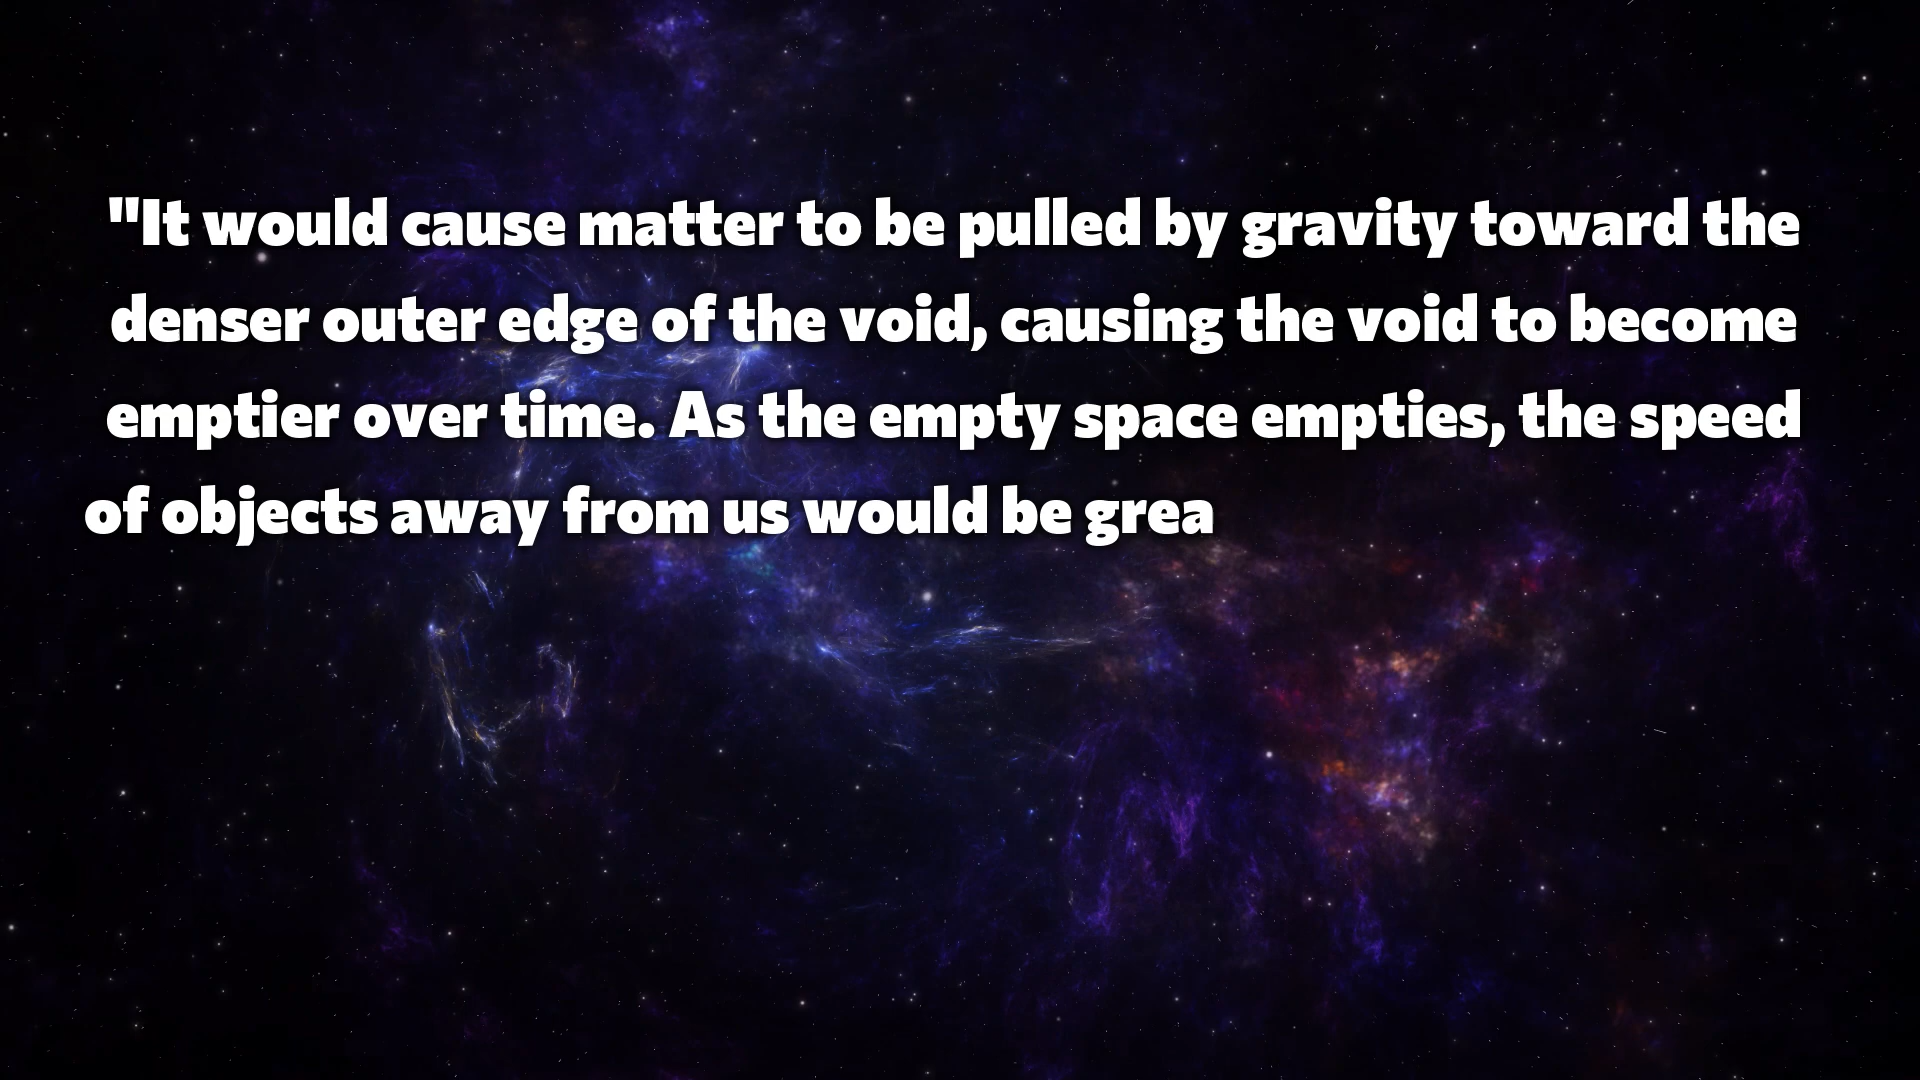 "It would cause matter to be pulled by gravity toward the
denser outer edge of the void, causing the void to become
emptier over time. As the empty space empties, the speed
of objects away from us would be grea